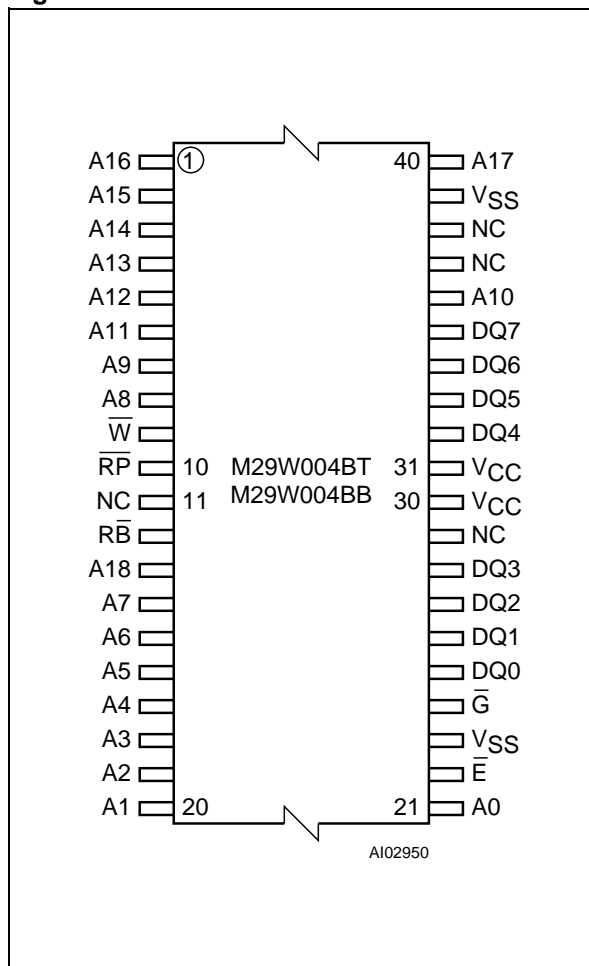 A16 ① 40 A17
A15 VSS
A14 NC
A13 NC
A12 A10
A11 DQ7
A9 DQ6
A8 DQ5
W̅ DQ4
R̅P̅ 10 M29W004BT 31 VCC
NC 11 M29W004BB 30 VCC
RB̅ NC
A18 DQ3
A7 DQ2
A6 DQ1
A5 DQ0
A4 G̅
A3 VSS
A2 E̅
A1 20 21 A0
AI02950